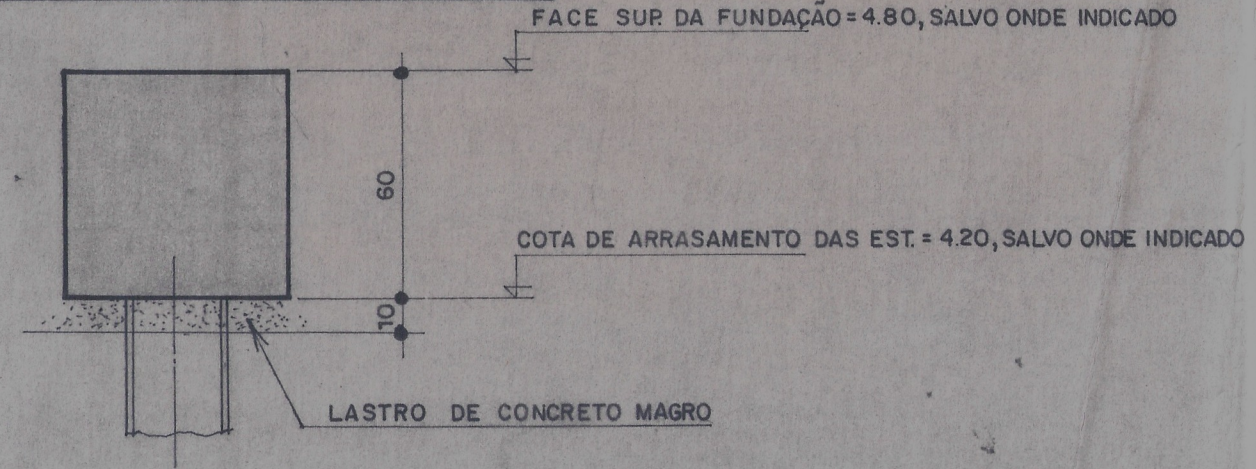 FACE SUP. DA FUNDAÇÃO = 4.80, SALVO ONDE INDICADO
60
COTA DE ARRASAMENTO DAS EST. = 4.20, SALVO ONDE INDICADO
10
LASTRO DE CONCRETO MAGRO